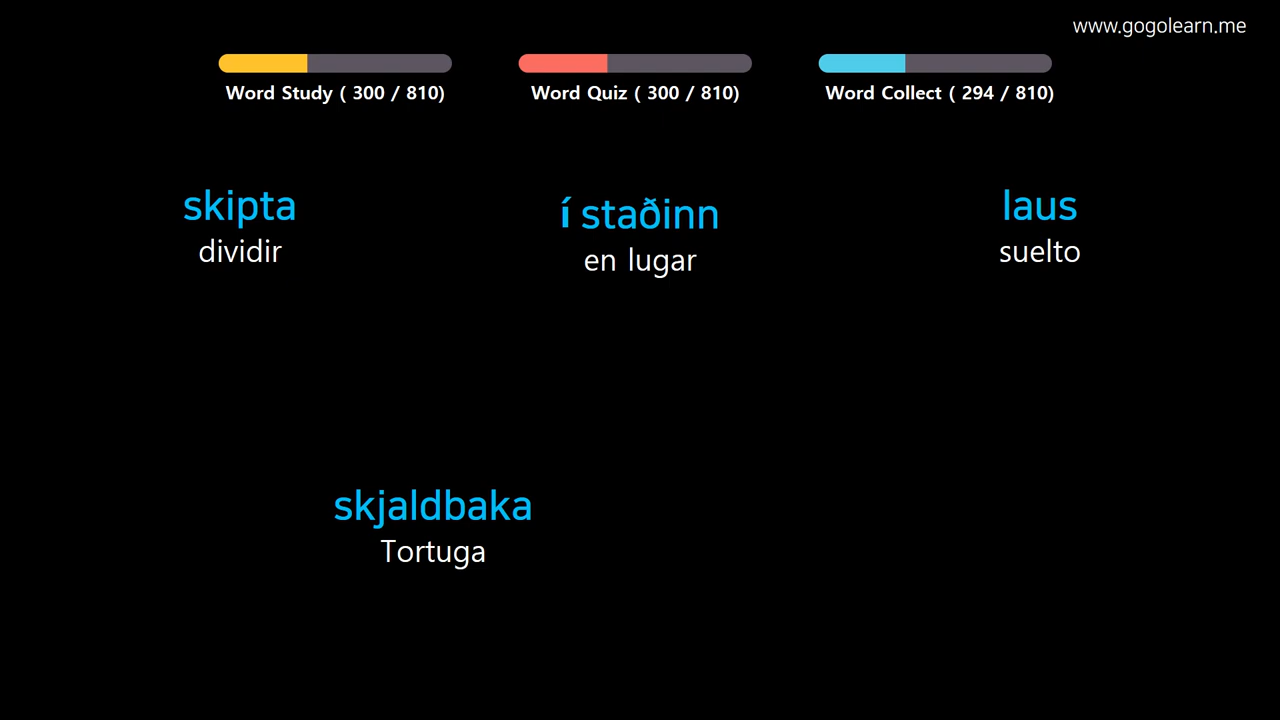 www.gogolearn.me
Word Study ( 300 / 810)
Word Quiz ( 300 / 810)
Word Collect ( 294 / 810)
skipta
dividir
í staðinn
en lugar
laus
suelto
skjaldbaka
Tortuga